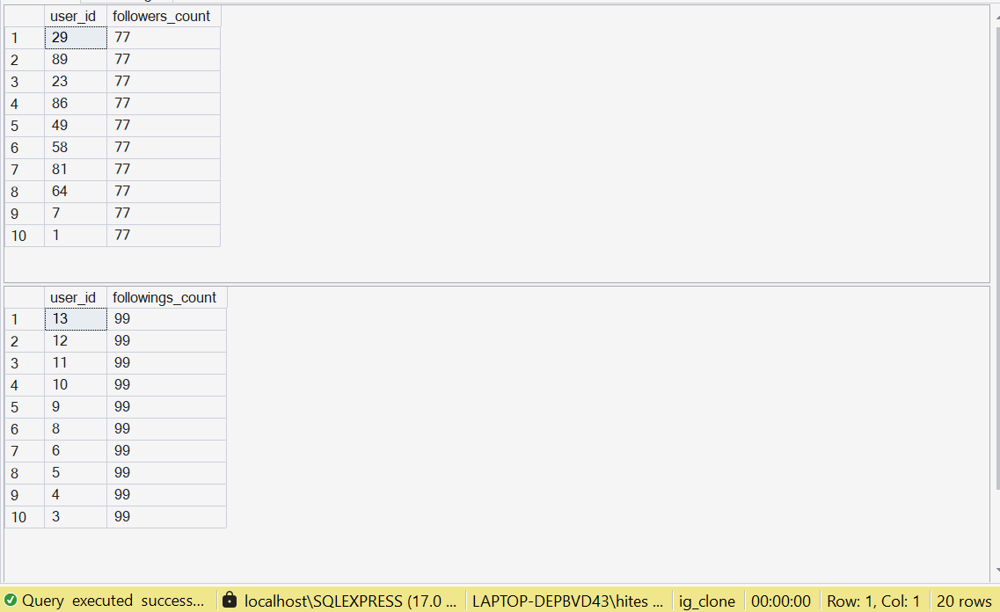 user_id followers_count
1 29 77
2 89 77
3 23 77
4 86 77
5 49 77
6 58 77
7 81 77
8 64 77
9 7 77
10 1 77
user_id followings_count
1 13 99
2 12 99
3 11 99
4 10 99
5 9 99
6 8 99
7 6 99
8 5 99
9 4 99
10 3 99
Query executed success... localhost\SQLEXPRESS (17.0 ... LAPTOP-DEPBVD43\hites ... ig_clone 00:00:00 Row: 1, Col: 1 20 rows